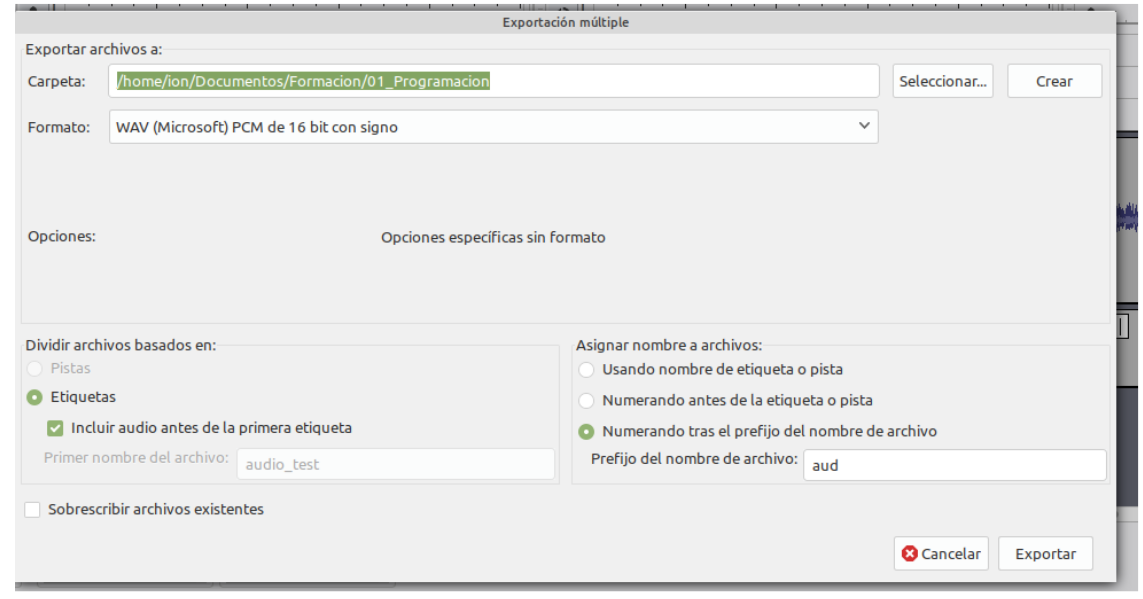 Exportación múltiple
Exportar archivos a:
Carpeta: /home/ion/Documentos/Formacion/01_Programacion Seleccionar... Crear
Formato: WAV (Microsoft) PCM de 16 bit con signo
Opciones: Opciones específicas sin formato
Dividir archivos basados en:
Pistas
Etiquetas
Incluir audio antes de la primera etiqueta
Primer nombre del archivo: audio_test
Asignar nombre a archivos:
Usando nombre de etiqueta o pista
Numerando antes de la etiqueta o pista
Numerando tras el prefijo del nombre de archivo
Prefijo del nombre de archivo: aud
Sobrescribir archivos existentes
Cancelar Exportar